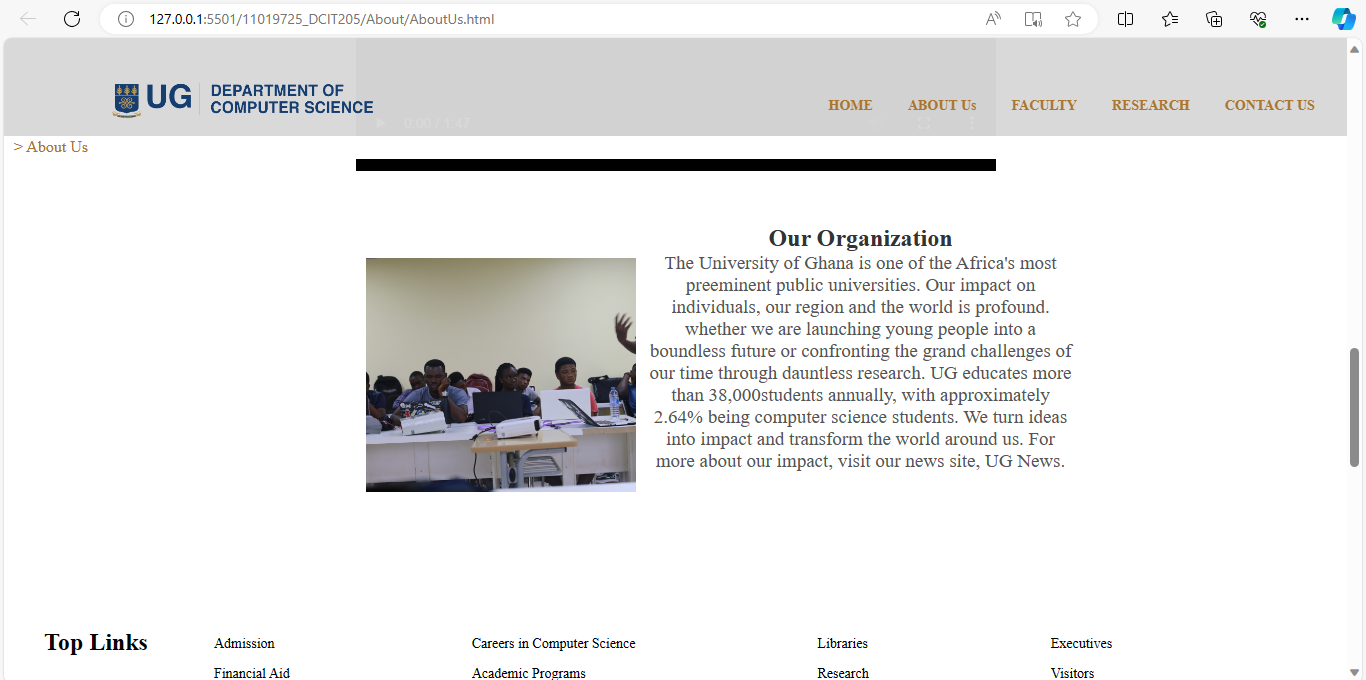 127.0.0.1:5501/11019725_DCIT205/About/AboutUs.html
UG
DEPARTMENT OF
COMPUTER SCIENCE
HOME
ABOUT Us
FACULTY
RESEARCH
CONTACT US
0:00 / 1:47
> About Us
Our Organization
The University of Ghana is one of the Africa's most
preeminent public universities. Our impact on
individuals, our region and the world is profound.
whether we are launching young people into a
boundless future or confronting the grand challenges of
our time through dauntless research. UG educates more
than 38,000students annually, with approximately
2.64% being computer science students. We turn ideas
into impact and transform the world around us. For
more about our impact, visit our news site, UG News.
Top Links
Admission
Careers in Computer Science
Libraries
Executives
Financial Aid
Academic Programs
Research
Visitors